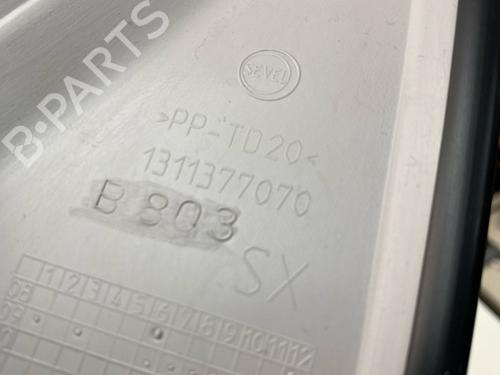 B-PARTS
SEVEL
>PP-TD20<
1311377070
B 803
SX
1 2 3 4 5 6 7 8 9 10 11 12
08
09